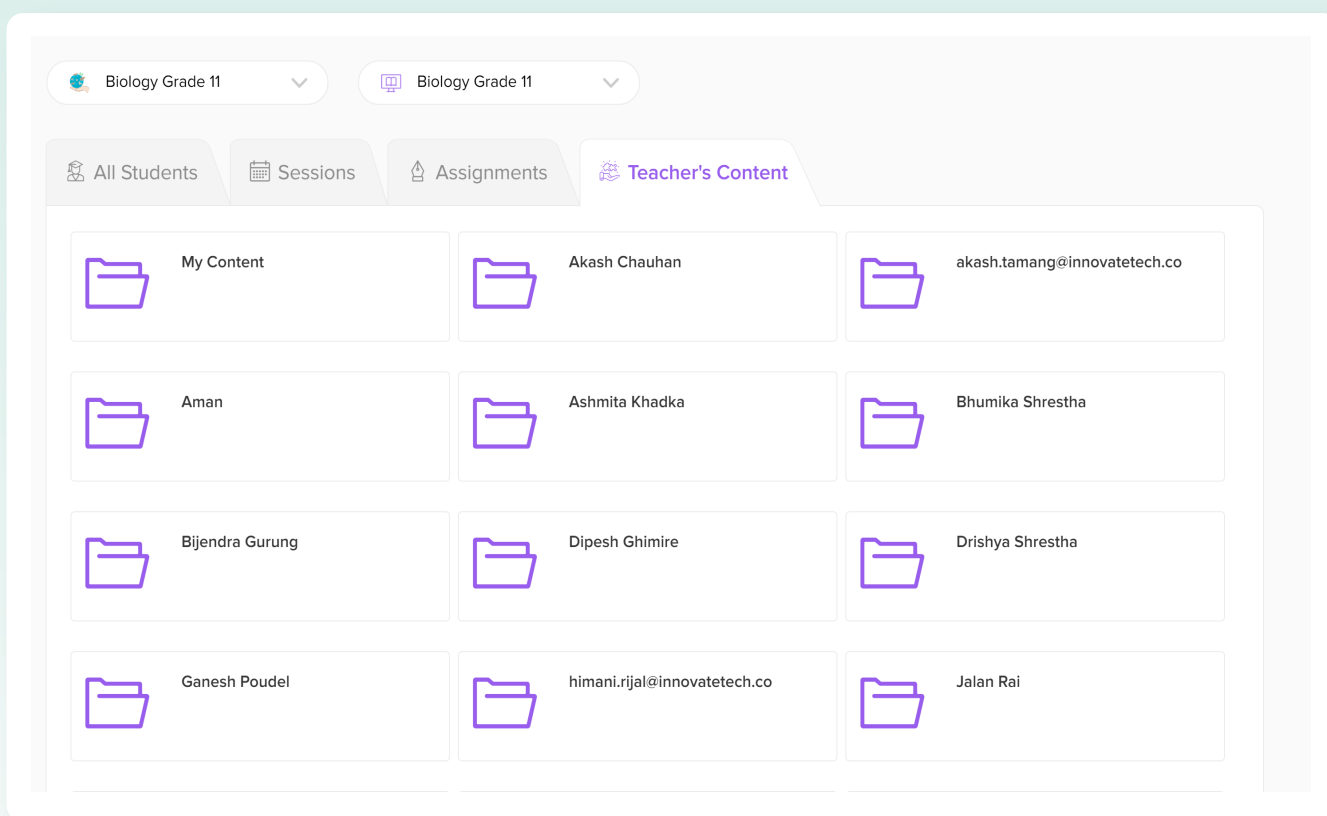 Biology Grade 11
Biology Grade 11
All Students
Sessions
Assignments
Teacher's Content
My Content
Akash Chauhan
akash.tamang@innovatetech.co
Aman
Ashmita Khadka
Bhumika Shrestha
Bijendra Gurung
Dipesh Ghimire
Drishya Shrestha
Ganesh Poudel
himani.rijal@innovatetech.co
Jalan Rai